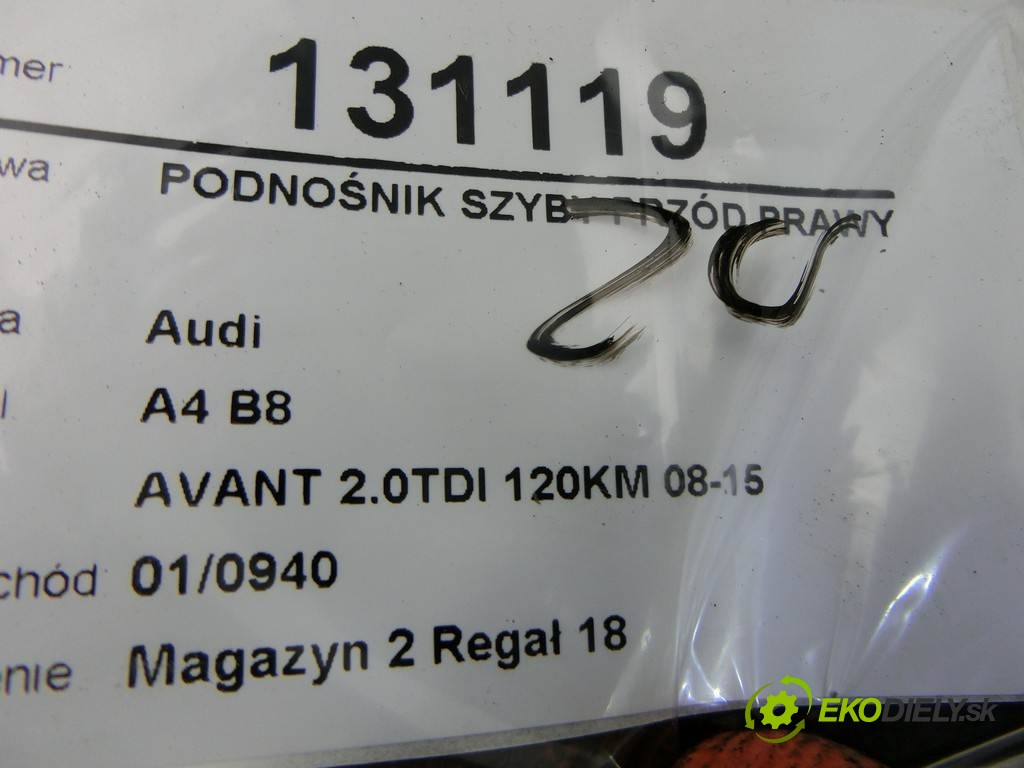 mer 131119
wa PODNOŚNIK SZYBY PRZÓD PRAWY
20
a Audi
l A4 B8
AVANT 2.0TDI 120KM 08-15
chód 01/0940
enie Magazyn 2 Regał 18
EKODIELY.sk